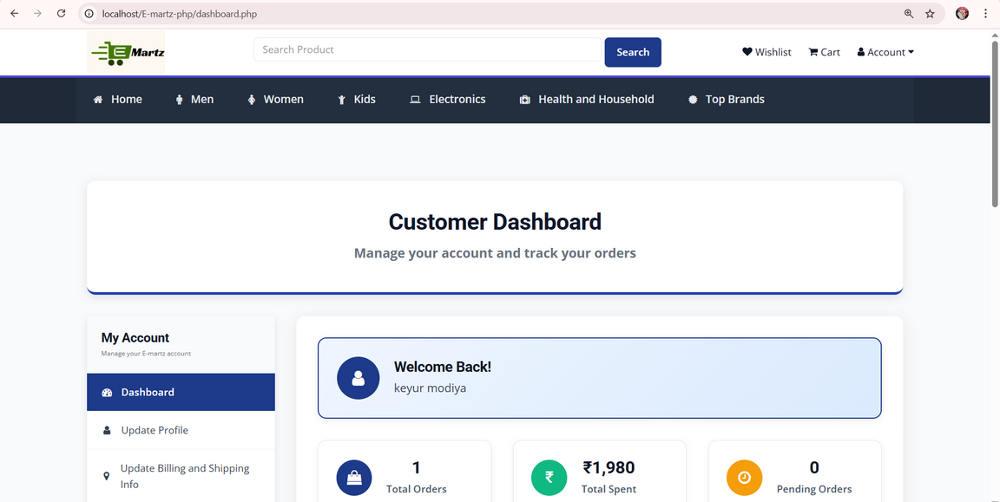 localhost/E-martz-php/dashboard.php
E Martz
Search Product
Search
Wishlist
Cart
Account
Home
Men
Women
Kids
Electronics
Health and Household
Top Brands
Customer Dashboard
Manage your account and track your orders
My Account
Manage your E-martz account
Dashboard
Update Profile
Update Billing and Shipping
Info
Welcome Back!
keyur modiya
1
Total Orders
₹
₹1,980
Total Spent
0
Pending Orders